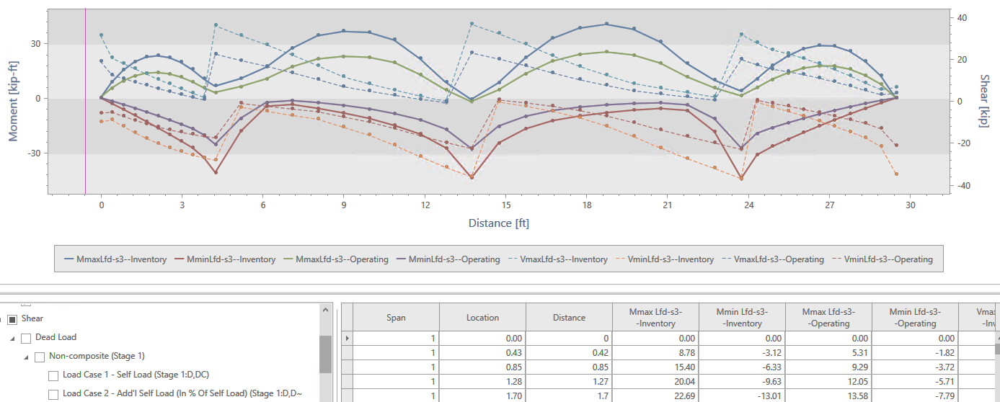 40
30
20
0
0
-20
-30
-40
Moment [kip-ft]
Shear [kip]
0 3 6 9 12 15 18 21 24 27 30
Distance [ft]
MmaxLfd-s3--Inventory MminLfd-s3--Inventory MmaxLfd-s3--Operating MminLfd-s3--Operating VmaxLfd-s3--Inventory VminLfd-s3--Inventory VmaxLfd-s3--Operating VminLfd-s3--Operating
Shear
Dead Load
Non-composite (Stage 1)
Load Case 1 - Self Load (Stage 1:D,DC)
Load Case 2 - Add'l Self Load (In % Of Self Load) (Stage 1:D,D~
Span Location Distance Mmax Lfd-s3- Mmin Lfd-s3- Mmax Lfd-s3- Mmin Lfd-s3-
-Inventory -Inventory -Operating -Operating
1 0.00 0 0.00 0.00 0.00 0.00
1 0.43 0.42 8.78 -3.12 5.31 -1.82
1 0.85 0.85 15.40 -6.33 9.29 -3.72
1 1.28 1.27 20.04 -9.63 12.05 -5.71
1 1.70 1.7 22.69 -13.01 13.58 -7.79